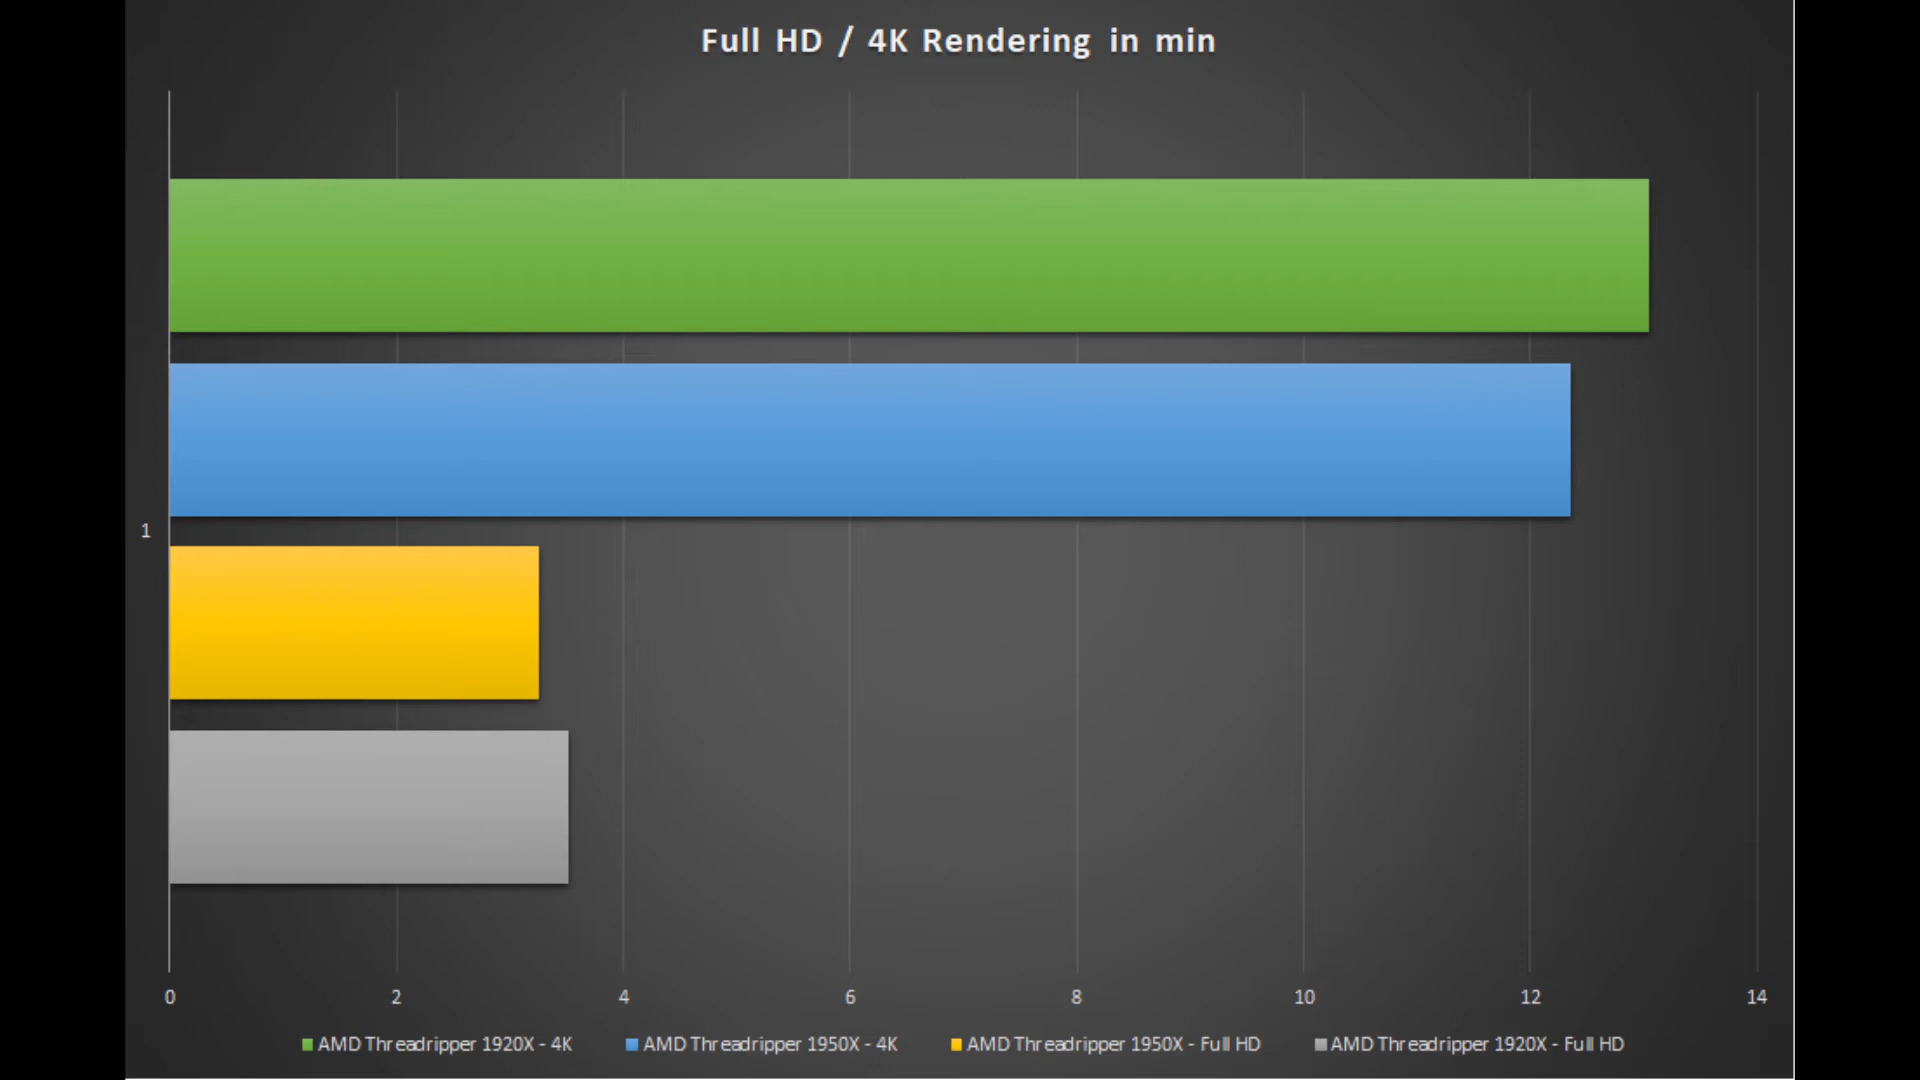 Full HD / 4K Rendering in min
1
0 2 4 6 8 10 12 14
AMD Threadripper 1920X - 4K AMD Threadripper 1950X - 4K AMD Threadripper 1950X - Full HD AMD Threadripper 1920X - Full HD